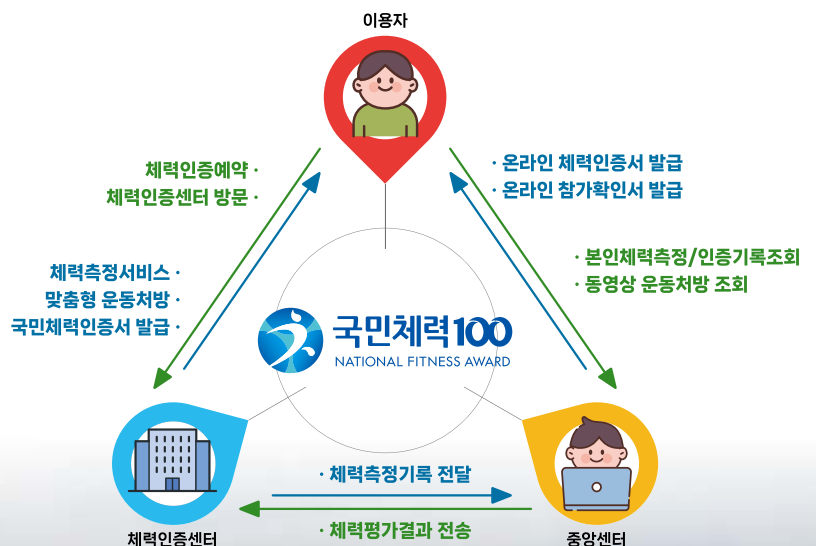 이용자
체력인증예약 ·
체력인증센터 방문 ·
· 온라인 체력인증서 발급
· 온라인 참가확인서 발급
체력측정서비스 ·
맞춤형 운동처방 ·
국민체력인증서 발급 ·
· 본인체력측정/인증기록조회
· 동영상 운동처방 조회
국민체력100
NATIONAL FITNESS AWARD
· 체력측정기록 전달
· 체력평가결과 전송
체력인증센터
중앙센터